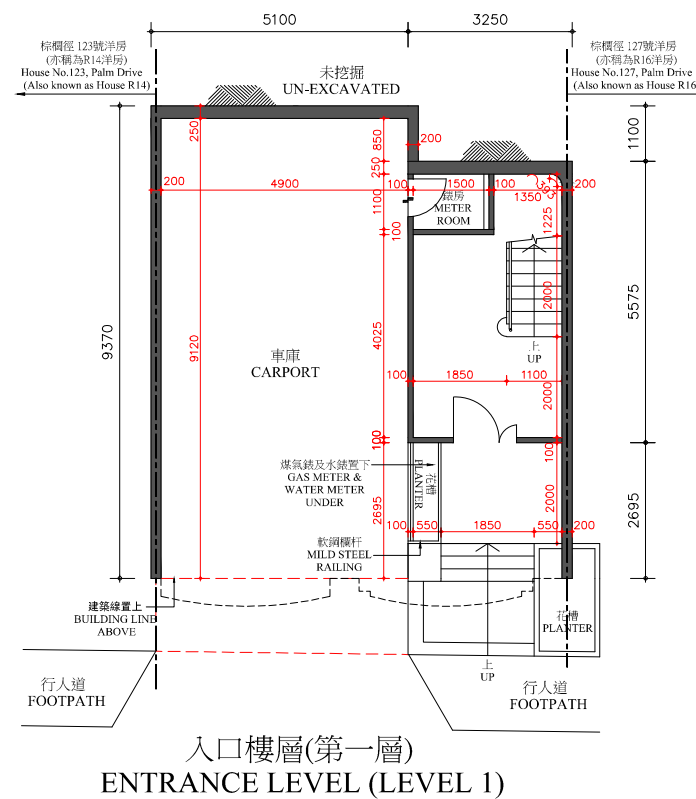 5100
3250
棕櫚徑 123號洋房
(亦稱為R14洋房)
House No.123, Palm Drive
(Also known as House R14)
未挖掘
UN-EXCAVATED
棕櫚徑 127號洋房
(亦稱為R16洋房)
House No.127, Palm Drive
(Also known as House R16
250
850
200
1100
250
200
4900
100
1500
100
1350
393
200
1100
錶房
METER
ROOM
1225
100
9370
9120
4025
2000
5575
車庫
CARPORT
上
UP
100
1850
1100
2000
100
100
煤氣錶及水錶置下
GAS METER &
WATER METER
UNDER
花槽
PLANTER
2695
2000
2695
100
550
1850
550
200
軟鋼欄杆
MILD STEEL
RAILING
建築線置上
BUILDING LINE
ABOVE
花槽
PLANTER
上
UP
行人道
FOOTPATH
行人道
FOOTPATH
入口樓層(第一層)
ENTRANCE LEVEL (LEVEL 1)